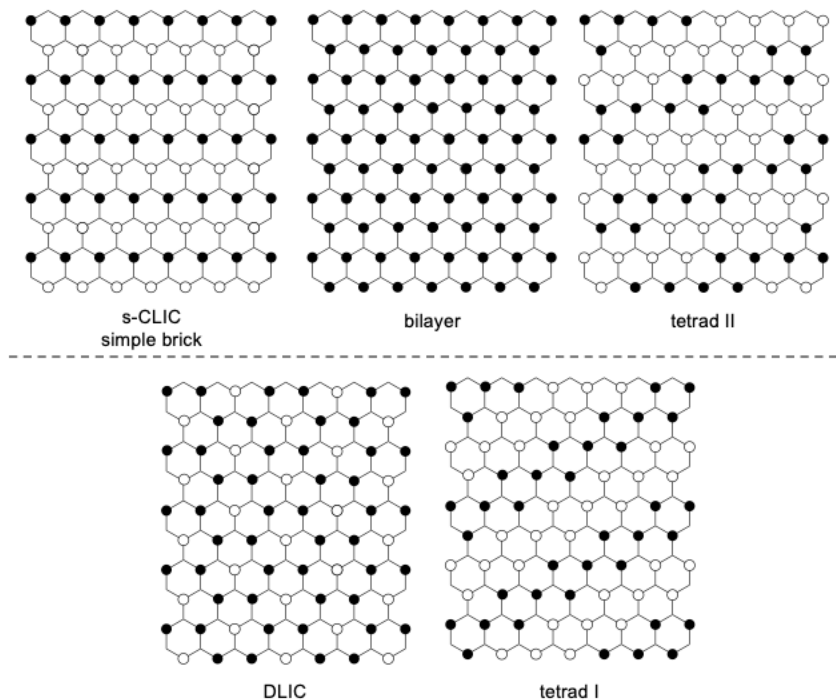 s-CLIC
simple brick
bilayer
tetrad II
DLIC
tetrad I